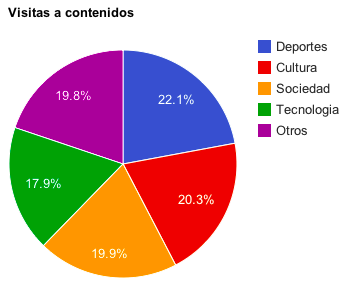 Visitas a contenidos
Deportes
Cultura
Sociedad
Tecnologia
Otros
22.1%
20.3%
19.9%
17.9%
19.8%